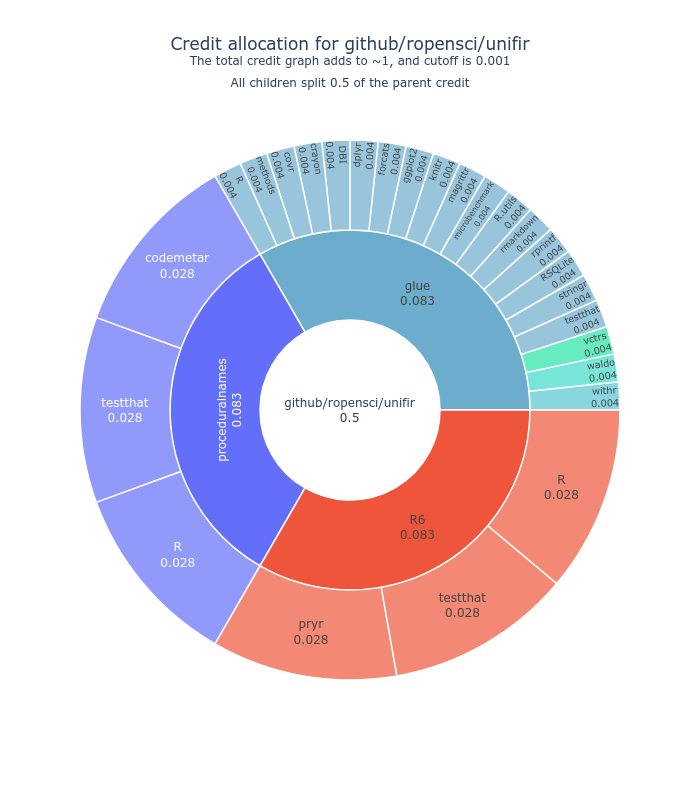 Credit allocation for github/ropensci/unifir
The total credit graph adds to ~1, and cutoff is 0.001
All children split 0.5 of the parent credit
R
0.004
methods
0.004
covr
0.004
crayon
0.004
DBI
0.004
dplyr
0.004
forcats
0.004
ggplot2
0.004
knitr
0.004
magrittr
0.004
microbenchmark
0.004
R.utils
0.004
rmarkdown
0.004
rprintf
0.004
RSQLite
0.004
stringr
0.004
testthat
0.004
vctrs
0.004
waldo
0.004
withr
0.004
codemetar
0.028
glue
0.083
testthat
0.028
proceduralnames
0.083
github/ropensci/unifir
0.5
R
0.028
R6
0.083
R
0.028
testthat
0.028
pryr
0.028